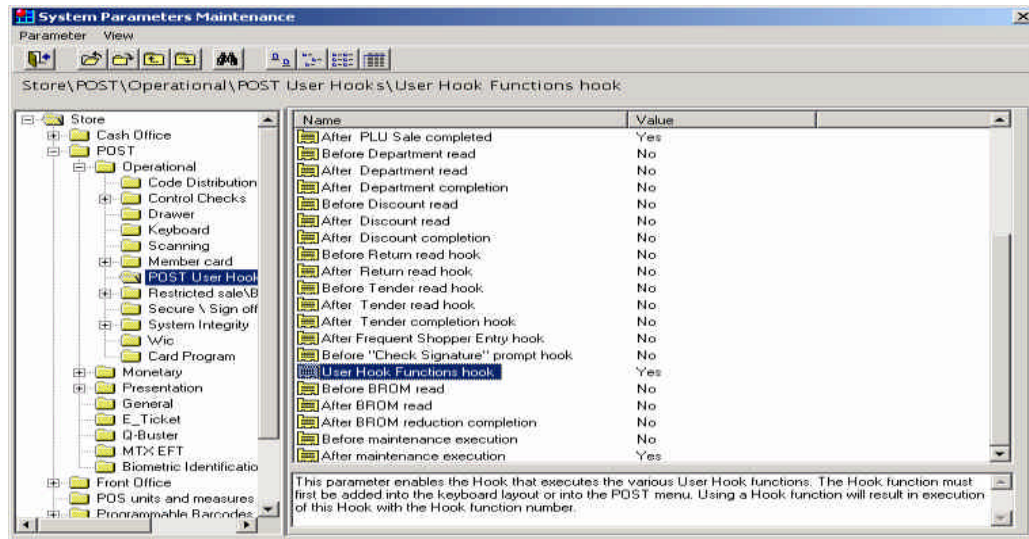 System Parameters Maintenance
Parameter View
Store\POST\Operational\POST User Hooks\User Hook Functions hook
Store
Cash Office
POST
Operational
Code Distribution
Control Checks
Drawer
Keyboard
Scanning
Member card
POST User Hook
Restricted sale\B
Secure \ Sign off
System Integrity
Wic
Card Program
Monetary
Presentation
General
E_Ticket
Q-Buster
MTX EFT
Biometric Identificatio
Front Office
POS units and measures
Programmable Barcodes
Name Value
After PLU Sale completed Yes
Before Department read No
After Department read No
After Department completion No
Before Discount read No
After Discount read No
After Discount completion No
Before Return read hook No
After Return read hook No
Before Tender read hook No
After Tender read hook No
After Tender completion hook No
After Frequent Shopper Entry hook No
Before "Check Signature" prompt hook No
User Hook Functions hook Yes
Before BROM read No
After BROM read No
After BROM reduction completion No
Before maintenance execution No
After maintenance execution Yes
This parameter enables the Hook that executes the various User Hook functions. The Hook function must
first be added into the keyboard layout or into the POST menu. Using a Hook function will result in execution
of this Hook with the Hook function number.